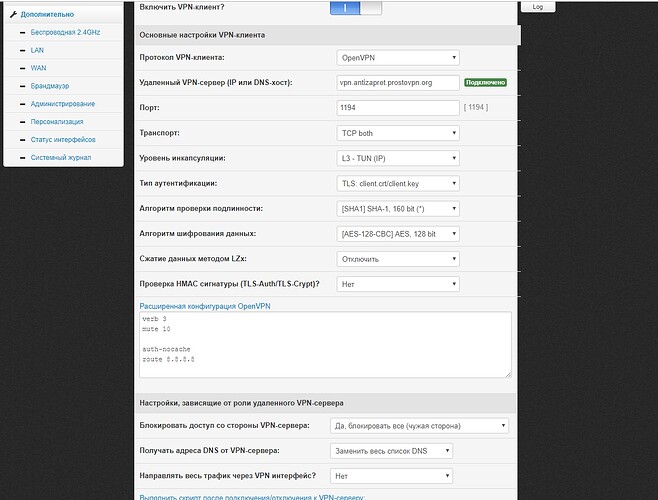 Дополнительно
Беспроводная 2.4GHz
LAN
WAN
Брандмауэр
Администрирование
Персонализация
Статус интерфейсов
Системный журнал
Log
Включить VPN-клиент?
Основные настройки VPN-клиента
Протокол VPN-клиента: OpenVPN
Удаленный VPN-сервер (IP или DNS-хост): vpn.antizapret.prostovpn.org Подключено
Порт: 1194 [ 1194 ]
Транспорт: TCP both
Уровень инкапсуляции: L3 - TUN (IP)
Тип аутентификации: TLS: client.crt/client.key
Алгоритм проверки подлинности: [SHA1] SHA-1, 160 bit (*)
Алгоритм шифрования данных: [AES-128-CBC] AES, 128 bit
Сжатие данных методом LZx: Отключить
Проверка HMAC сигнатуры (TLS-Auth/TLS-Crypt)? Нет
Расширенная конфигурация OpenVPN
verb 3
mute 10
auth-nocache
route 8.8.8.8
Настройки, зависящие от роли удаленного VPN-сервера
Блокировать доступ со стороны VPN-сервера: Да, блокировать все (чужая сторона)
Получать адреса DNS от VPN-сервера: Заменить весь список DNS
Направлять весь трафик через VPN интерфейс? Нет
Выполнить скрипт после подключения/отключения к VPN-серверу: